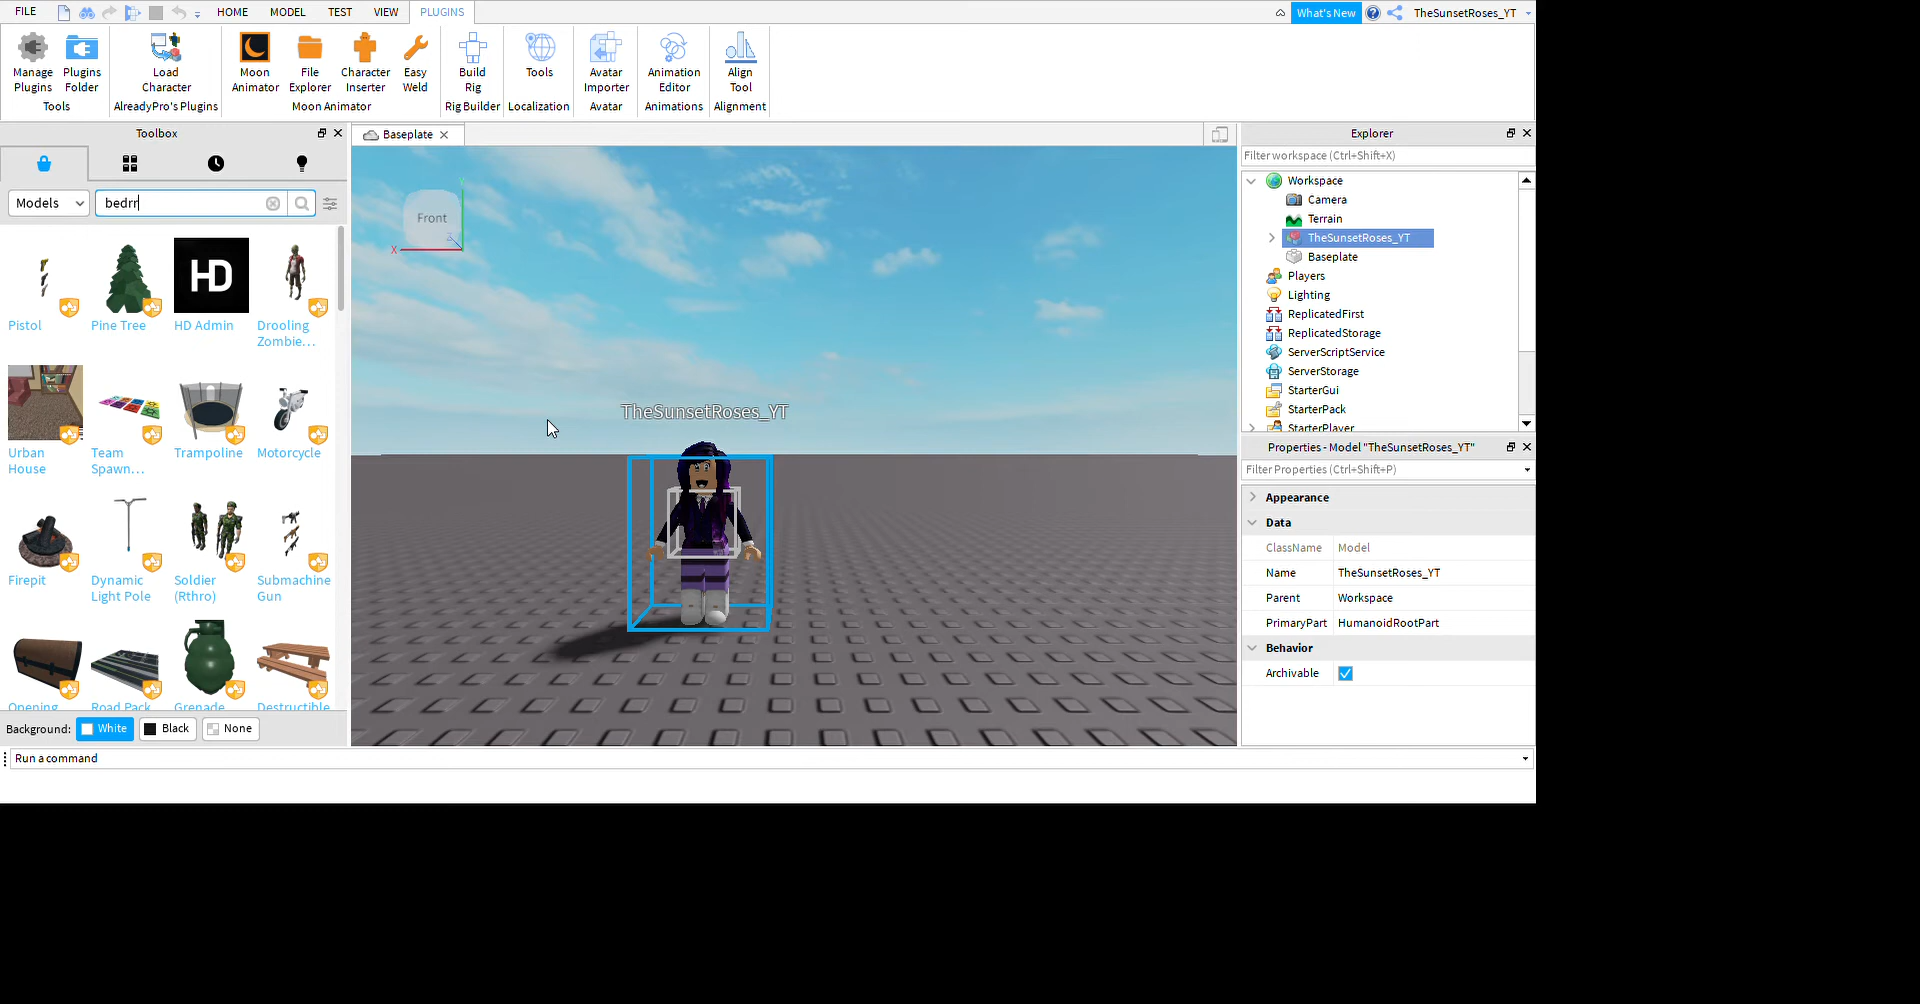 FILE HOME MODEL TEST VIEW PLUGINS What's New TheSunsetRoses_YT
Manage Plugins
Plugins Folder
Load Character
Moon Animator
File Explorer
Character Inserter
Easy Weld
Build Rig
Tools
Avatar Importer
Animation Editor
Align Tool
Tools AlreadyPro's Plugins Moon Animator Rig Builder Localization Avatar Animations Alignment
Toolbox
Models bedrr
Pistol
Pine Tree
HD
HD Admin
Drooling Zombie...
Urban House
Team Spawn...
Trampoline
Motorcycle
Firepit
Dynamic Light Pole
Soldier (Rthro)
Submachine Gun
Opening
Road Pack
Grenade
Destructible
Background: White Black None
Run a command
Baseplate
Front
X
Y
Z
TheSunsetRoses_YT
Explorer
Filter workspace (Ctrl+Shift+X)
Workspace
Camera
Terrain
TheSunsetRoses_YT
Baseplate
Players
Lighting
ReplicatedFirst
ReplicatedStorage
ServerScriptService
ServerStorage
StarterGui
StarterPack
StarterPlayer
Properties - Model "TheSunsetRoses_YT"
Filter Properties (Ctrl+Shift+P)
Appearance
Data
ClassName Model
Name TheSunsetRoses_YT
Parent Workspace
PrimaryPart HumanoidRootPart
Behavior
Archivable